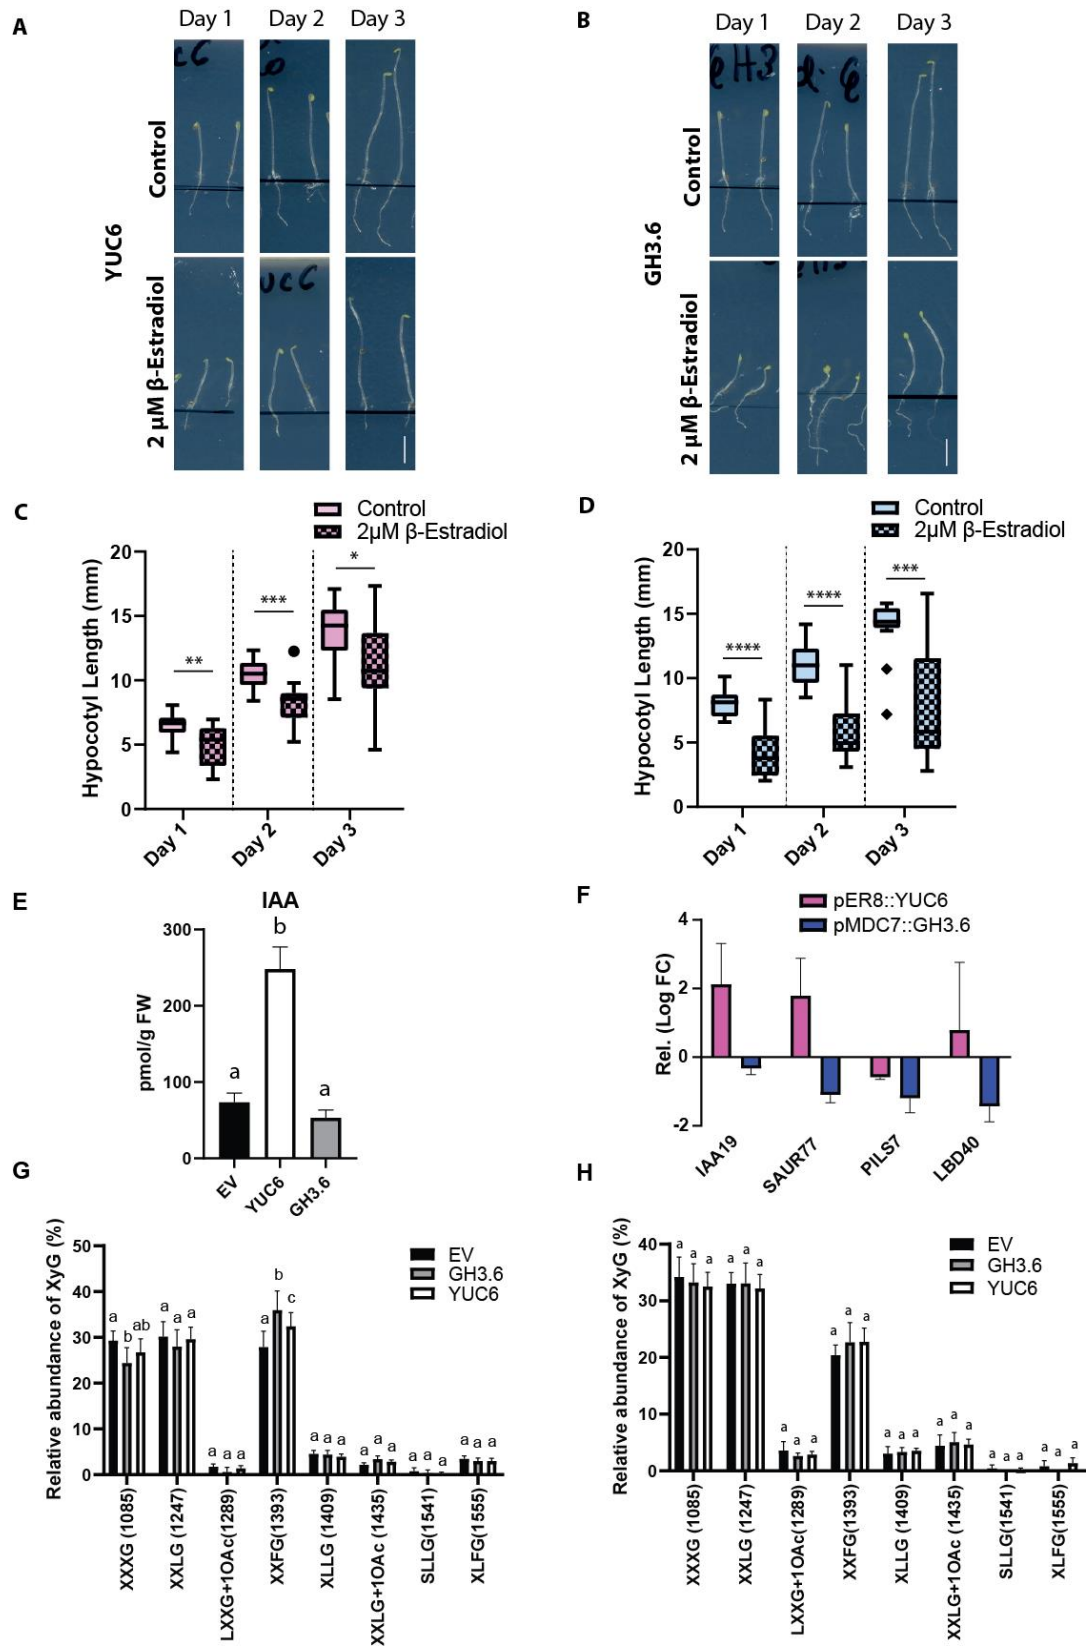 A
Day 1
Day 2
Day 3
B
Day 1
Day 2
Day 3
YUC6
Control
2 µM β-Estradiol
c6
uc6
GH3.6
Control
2 µM β-Estradiol
GH3
C
Control
2µM β-Estradiol
Hypocotyl Length (mm)
20
15
10
5
0
**
***
*
Day 1
Day 2
Day 3
D
Control
2µM β-Estradiol
Hypocotyl Length (mm)
20
15
10
5
0
****
****
***
Day 1
Day 2
Day 3
E
IAA
pmol/g FW
300
200
100
0
a
b
a
EV
YUC6
GH3.6
F
pER8::YUC6
pMDC7::GH3.6
Rel. (Log FC)
4
2
0
-2
IAA19
SAUR77
PILS7
LBD40
G
EV
GH3.6
YUC6
Relative abundance of XyG (%)
50
40
30
20
10
0
a b ab
a a a
a a a
a b c
a a a
a a a
a a a
a a a
XXXG (1085)
XXLG (1247)
LXXG+1OAc(1289)
XXFG(1393)
XLLG (1409)
XXLG+1OAc (1435)
SLLG(1541)
XLFG(1555)
H
EV
GH3.6
YUC6
Relative abundance of XyG (%)
40
30
20
10
0
a a a
a a a
a a a
a a a
a a a
a a a
a a a
a a a
XXXG (1085)
XXLG (1247)
LXXG+1OAc(1289)
XXFG(1393)
XLLG (1409)
XXLG+1OAc (1435)
SLLG(1541)
XLFG(1555)